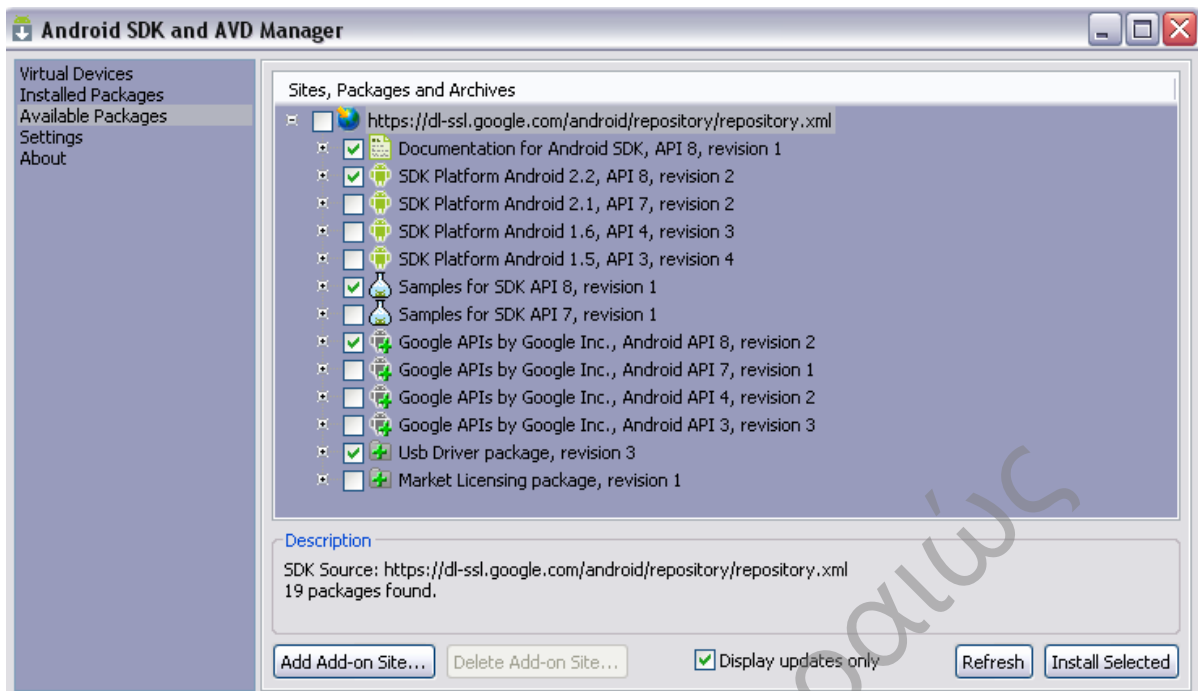 Android SDK and AVD Manager
Virtual Devices
Installed Packages
Available Packages
Settings
About
Sites, Packages and Archives
https://dl-ssl.google.com/android/repository/repository.xml
Documentation for Android SDK, API 8, revision 1
SDK Platform Android 2.2, API 8, revision 2
SDK Platform Android 2.1, API 7, revision 2
SDK Platform Android 1.6, API 4, revision 3
SDK Platform Android 1.5, API 3, revision 4
Samples for SDK API 8, revision 1
Samples for SDK API 7, revision 1
Google APIs by Google Inc., Android API 8, revision 2
Google APIs by Google Inc., Android API 7, revision 1
Google APIs by Google Inc., Android API 4, revision 2
Google APIs by Google Inc., Android API 3, revision 3
Usb Driver package, revision 3
Market Licensing package, revision 1
Description
SDK Source: https://dl-ssl.google.com/android/repository/repository.xml
19 packages found.
Add Add-on Site...
Delete Add-on Site...
Display updates only
Refresh
Install Selected